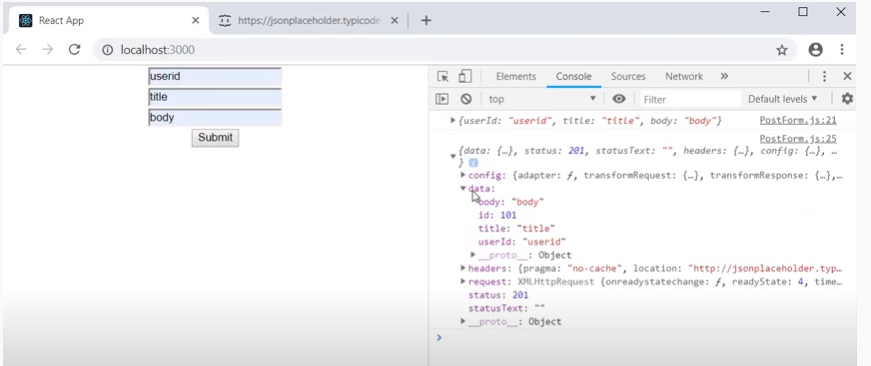 React App
https://jsonplaceholder.typicode
localhost:3000
userid
title
body
Submit
Elements Console Sources Network »
top Filter Default levels
{userId: "userid", title: "title", body: "body"} PostForm.js:21
PostForm.js:25
{data: {…}, status: 201, statusText: "", headers: {…}, config: {…}, …
}
config: {adapter: ƒ, transformRequest: {…}, transformResponse: {…},…
data:
body: "body"
id: 101
title: "title"
userId: "userid"
__proto__: Object
headers: {pragma: "no-cache", location: "http://jsonplaceholder.typ…
request: XMLHttpRequest {onreadystatechange: ƒ, readyState: 4, time…
status: 201
statusText: ""
__proto__: Object